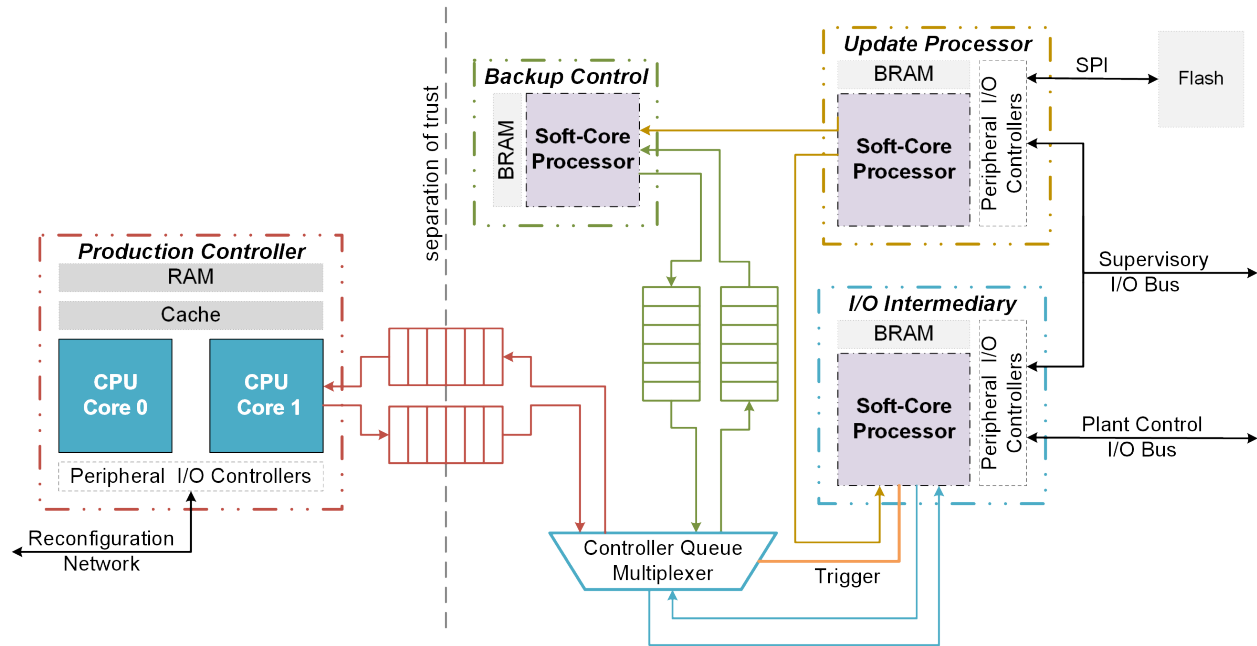 separation of trust
Production Controller
RAM
Cache
CPU
Core 0
CPU
Core 1
Peripheral I/O Controllers
Reconfiguration
Network
Backup Control
BRAM
Soft-Core
Processor
Update Processor
BRAM
Soft-Core
Processor
Peripheral I/O
Controllers
SPI
Flash
Supervisory
I/O Bus
I/O Intermediary
BRAM
Soft-Core
Processor
Peripheral I/O
Controllers
Plant Control
I/O Bus
Controller Queue
Multiplexer
Trigger